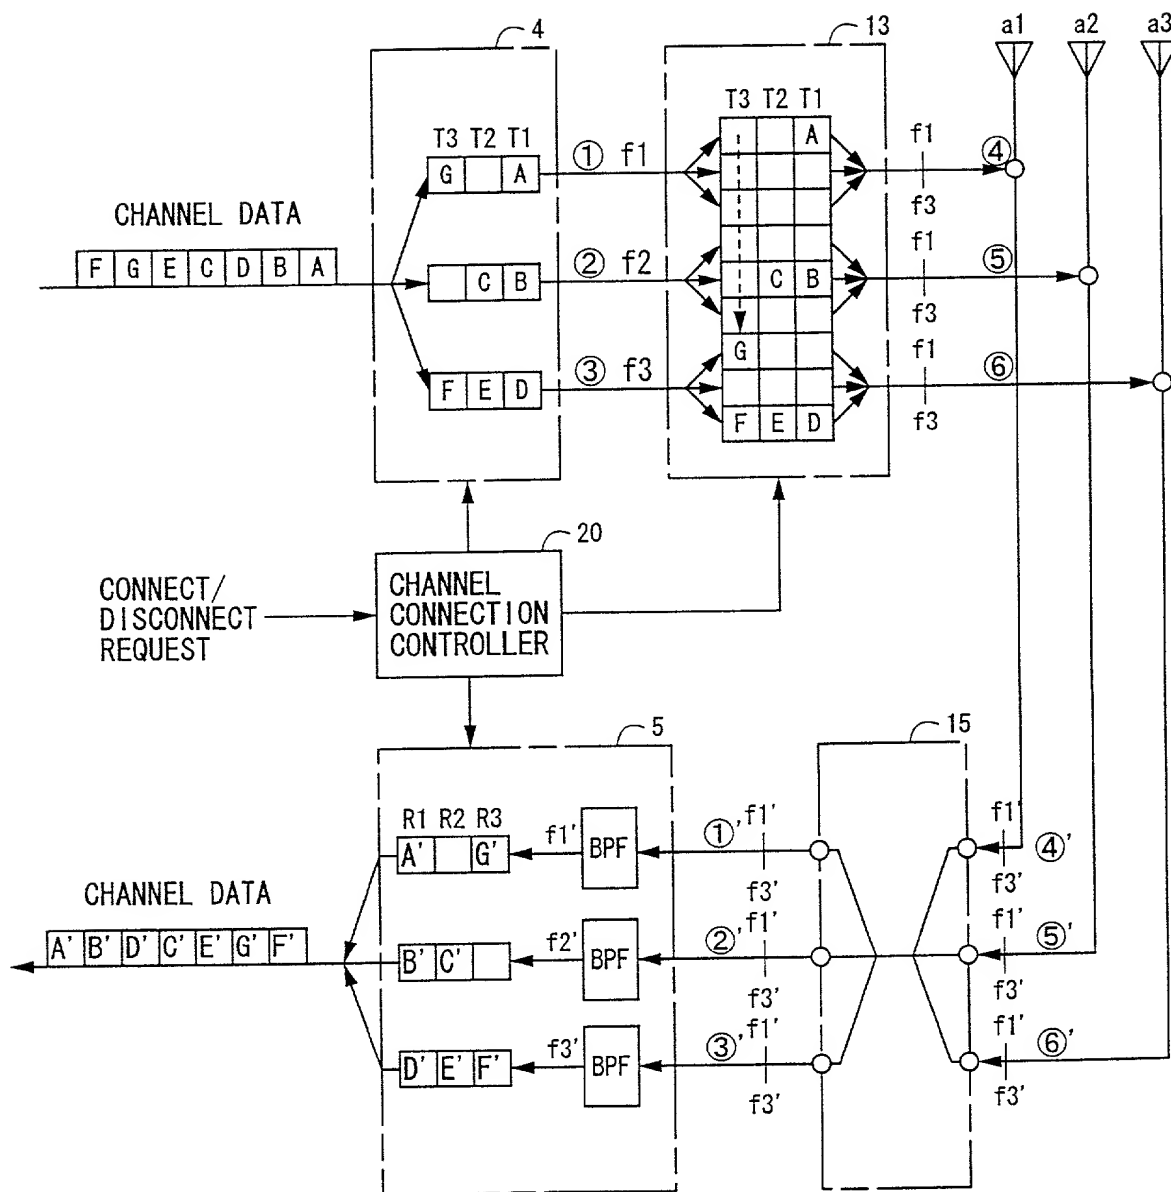 4
13
a1 a2 a3
T3 T2 T1
T3 T2 T1
A
G A
① f1
f1
f3
④
CHANNEL DATA
F G E C D B A
C B
② f2
C B
f1
f3
⑤
G
F E D
③ f3
F E D
f1
f3
⑥
20
CONNECT/
DISCONNECT
REQUEST
CHANNEL
CONNECTION
CONTROLLER
5
15
R1 R2 R3
A' G'
f1'
BPF
①'
f1'
f3'
f1'
f3'
④'
CHANNEL DATA
A' B' D' C' E' G' F'
B' C'
f2'
BPF
②'
f1'
f3'
f1'
f3'
⑤'
D' E' F'
f3'
BPF
③'
f1'
f3'
f1'
f3'
⑥'